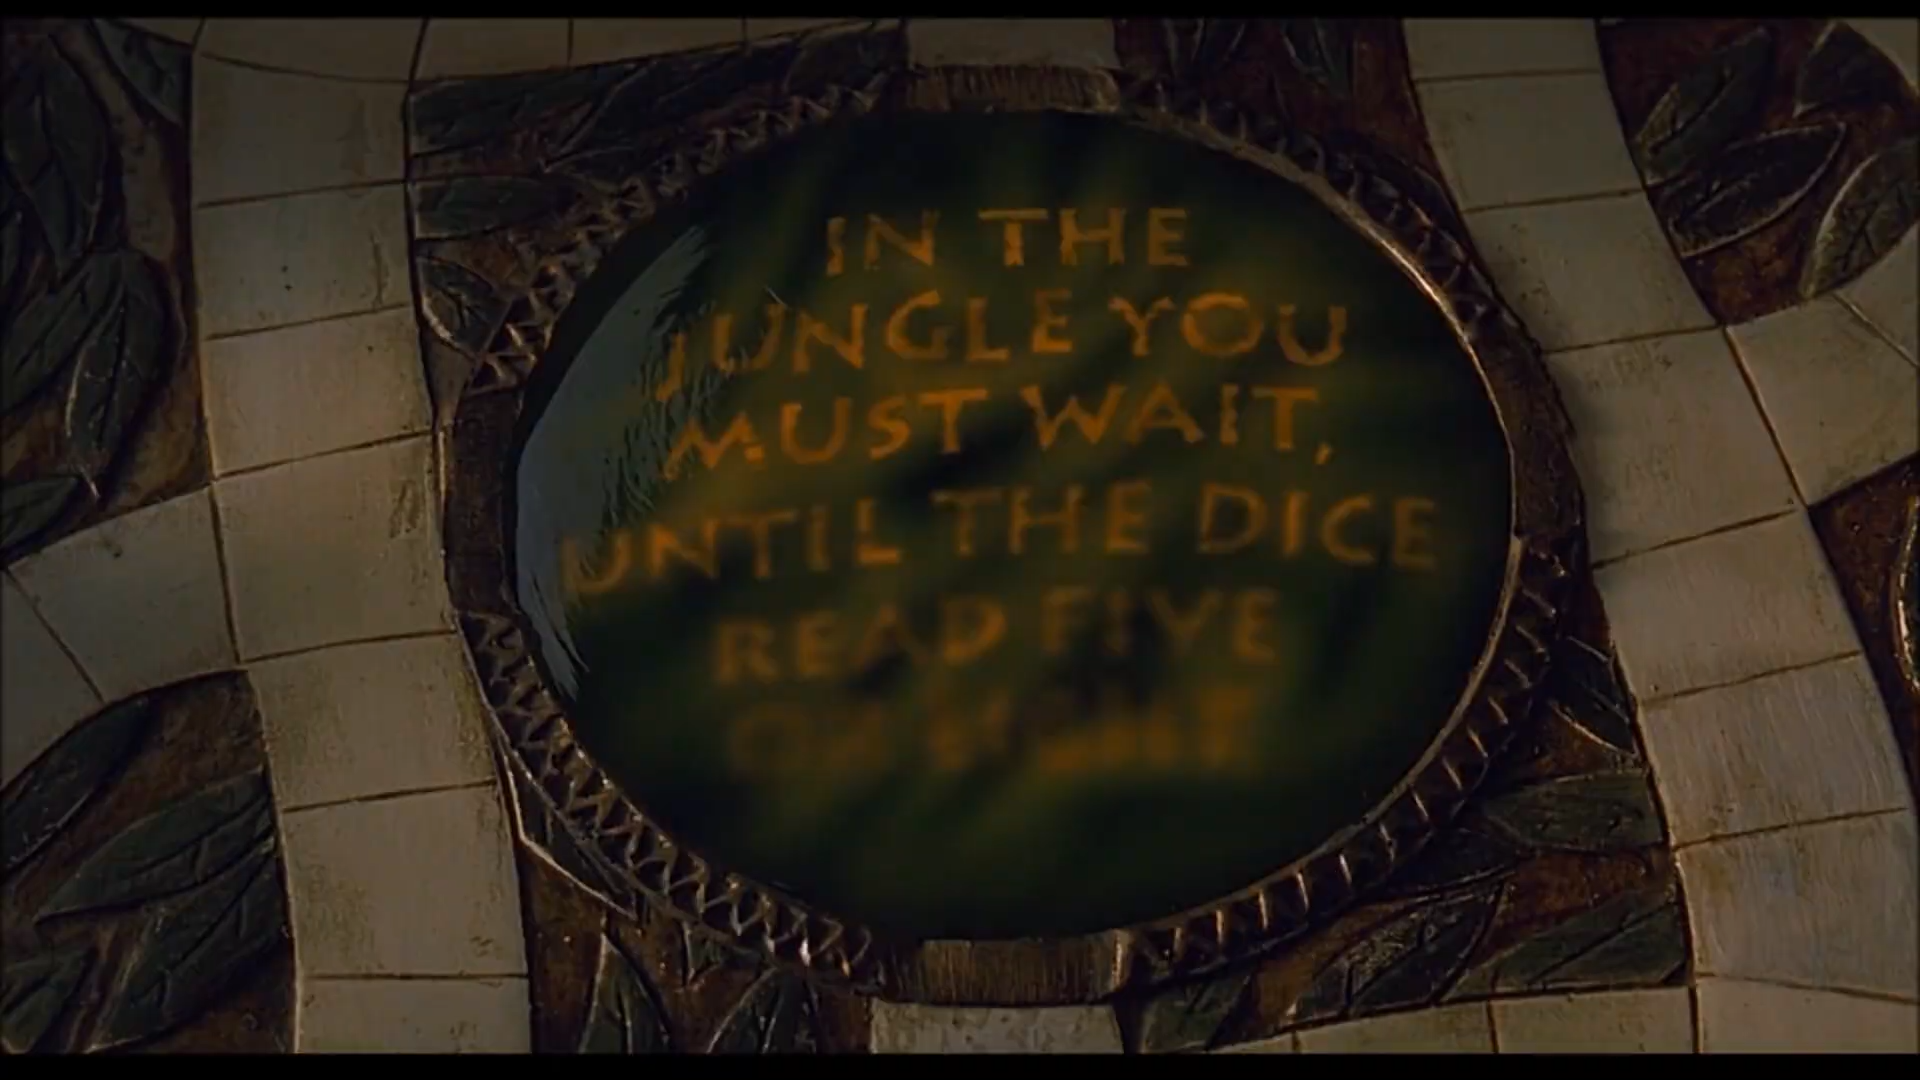 IN THE
JUNGLE YOU
MUST WAIT,
UNTIL THE DICE
READ FIVE